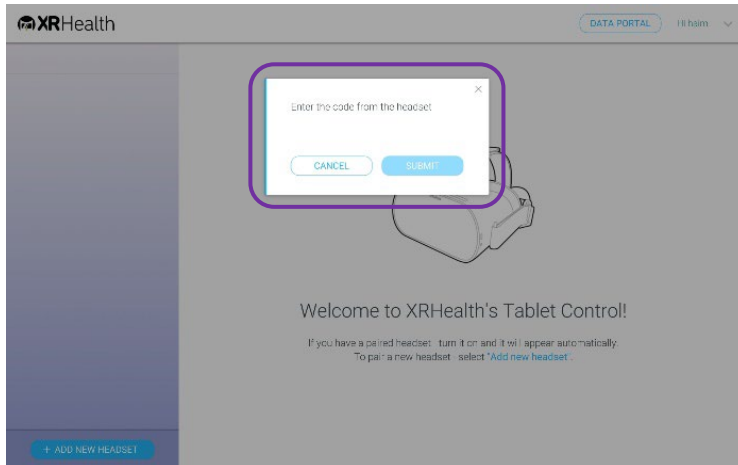 XRHealth
DATA PORTAL
Hi haim
Enter the code from the headset
CANCEL
SUBMIT
Welcome to XRHealth's Tablet Control!
If you have a paired headset turn it on and it will appear automatically.
To pair a new headset select "Add new headset".
+ ADD NEW HEADSET